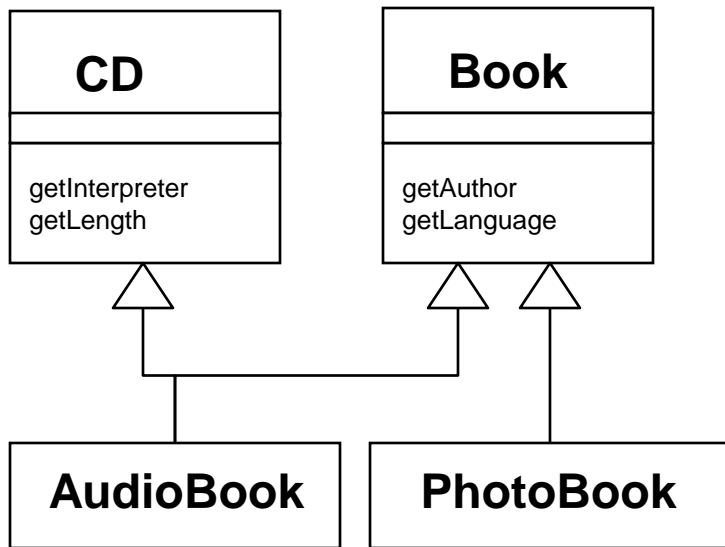 CD
getInterpreter
getLength
Book
getAuthor
getLanguage
AudioBook
PhotoBook